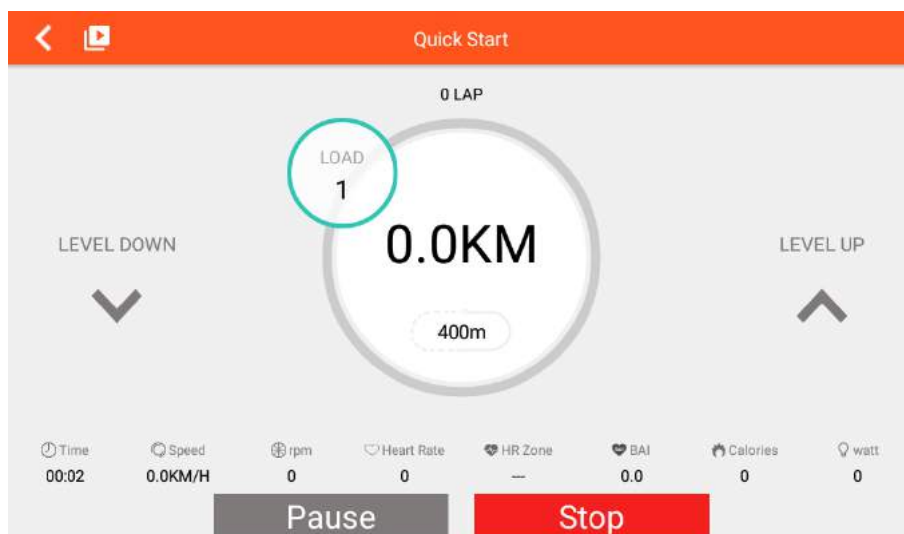 Quick Start
0 LAP
LOAD
1
0.0KM
LEVEL DOWN
LEVEL UP
400m
Time Speed rpm Heart Rate HR Zone BAI Calories watt
00:02 0.0KM/H 0 0 --- 0.0 0 0
Pause Stop